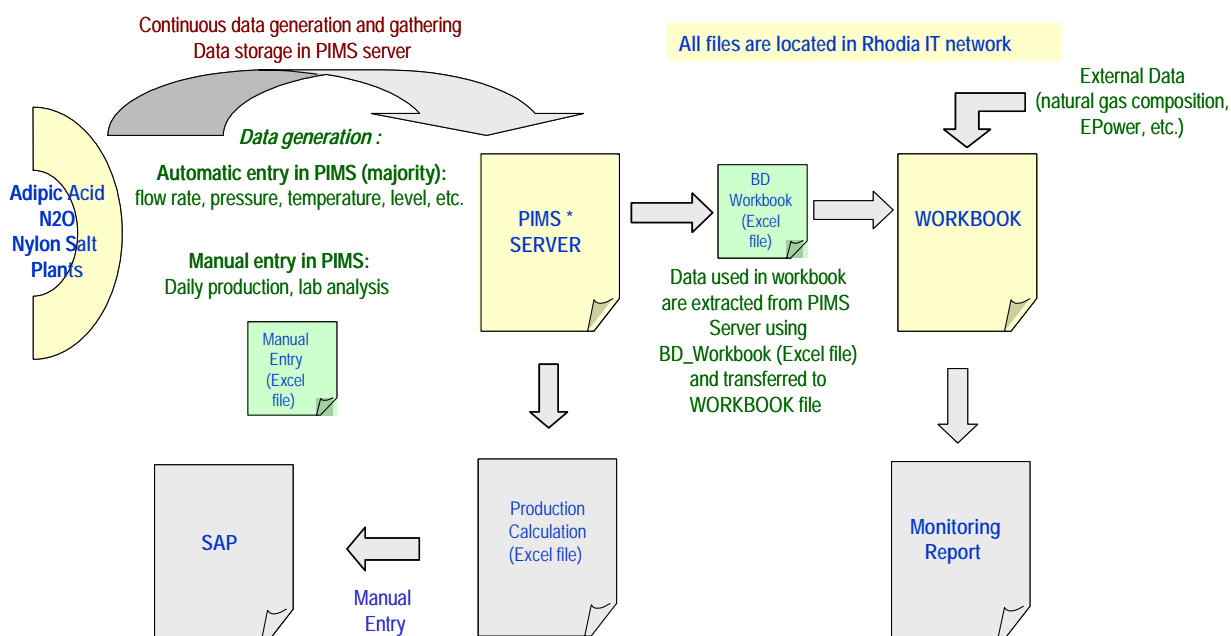 Continuous data generation and gathering
Data storage in PIMS server
All files are located in Rhodia IT network
External Data
(natural gas composition,
EPower, etc.)
Data generation :
Automatic entry in PIMS (majority):
flow rate, pressure, temperature, level, etc.
Manual entry in PIMS:
Daily production, lab analysis
Adipic Acid
N2O
Nylon Salt
Plants
Manual
Entry
(Excel
file)
PIMS *
SERVER
BD
Workbook
(Excel
file)
WORKBOOK
Data used in workbook
are extracted from PIMS
Server using
BD_Workbook (Excel file)
and transferred to
WORKBOOK file
SAP
Manual
Entry
Production
Calculation
(Excel file)
Monitoring
Report